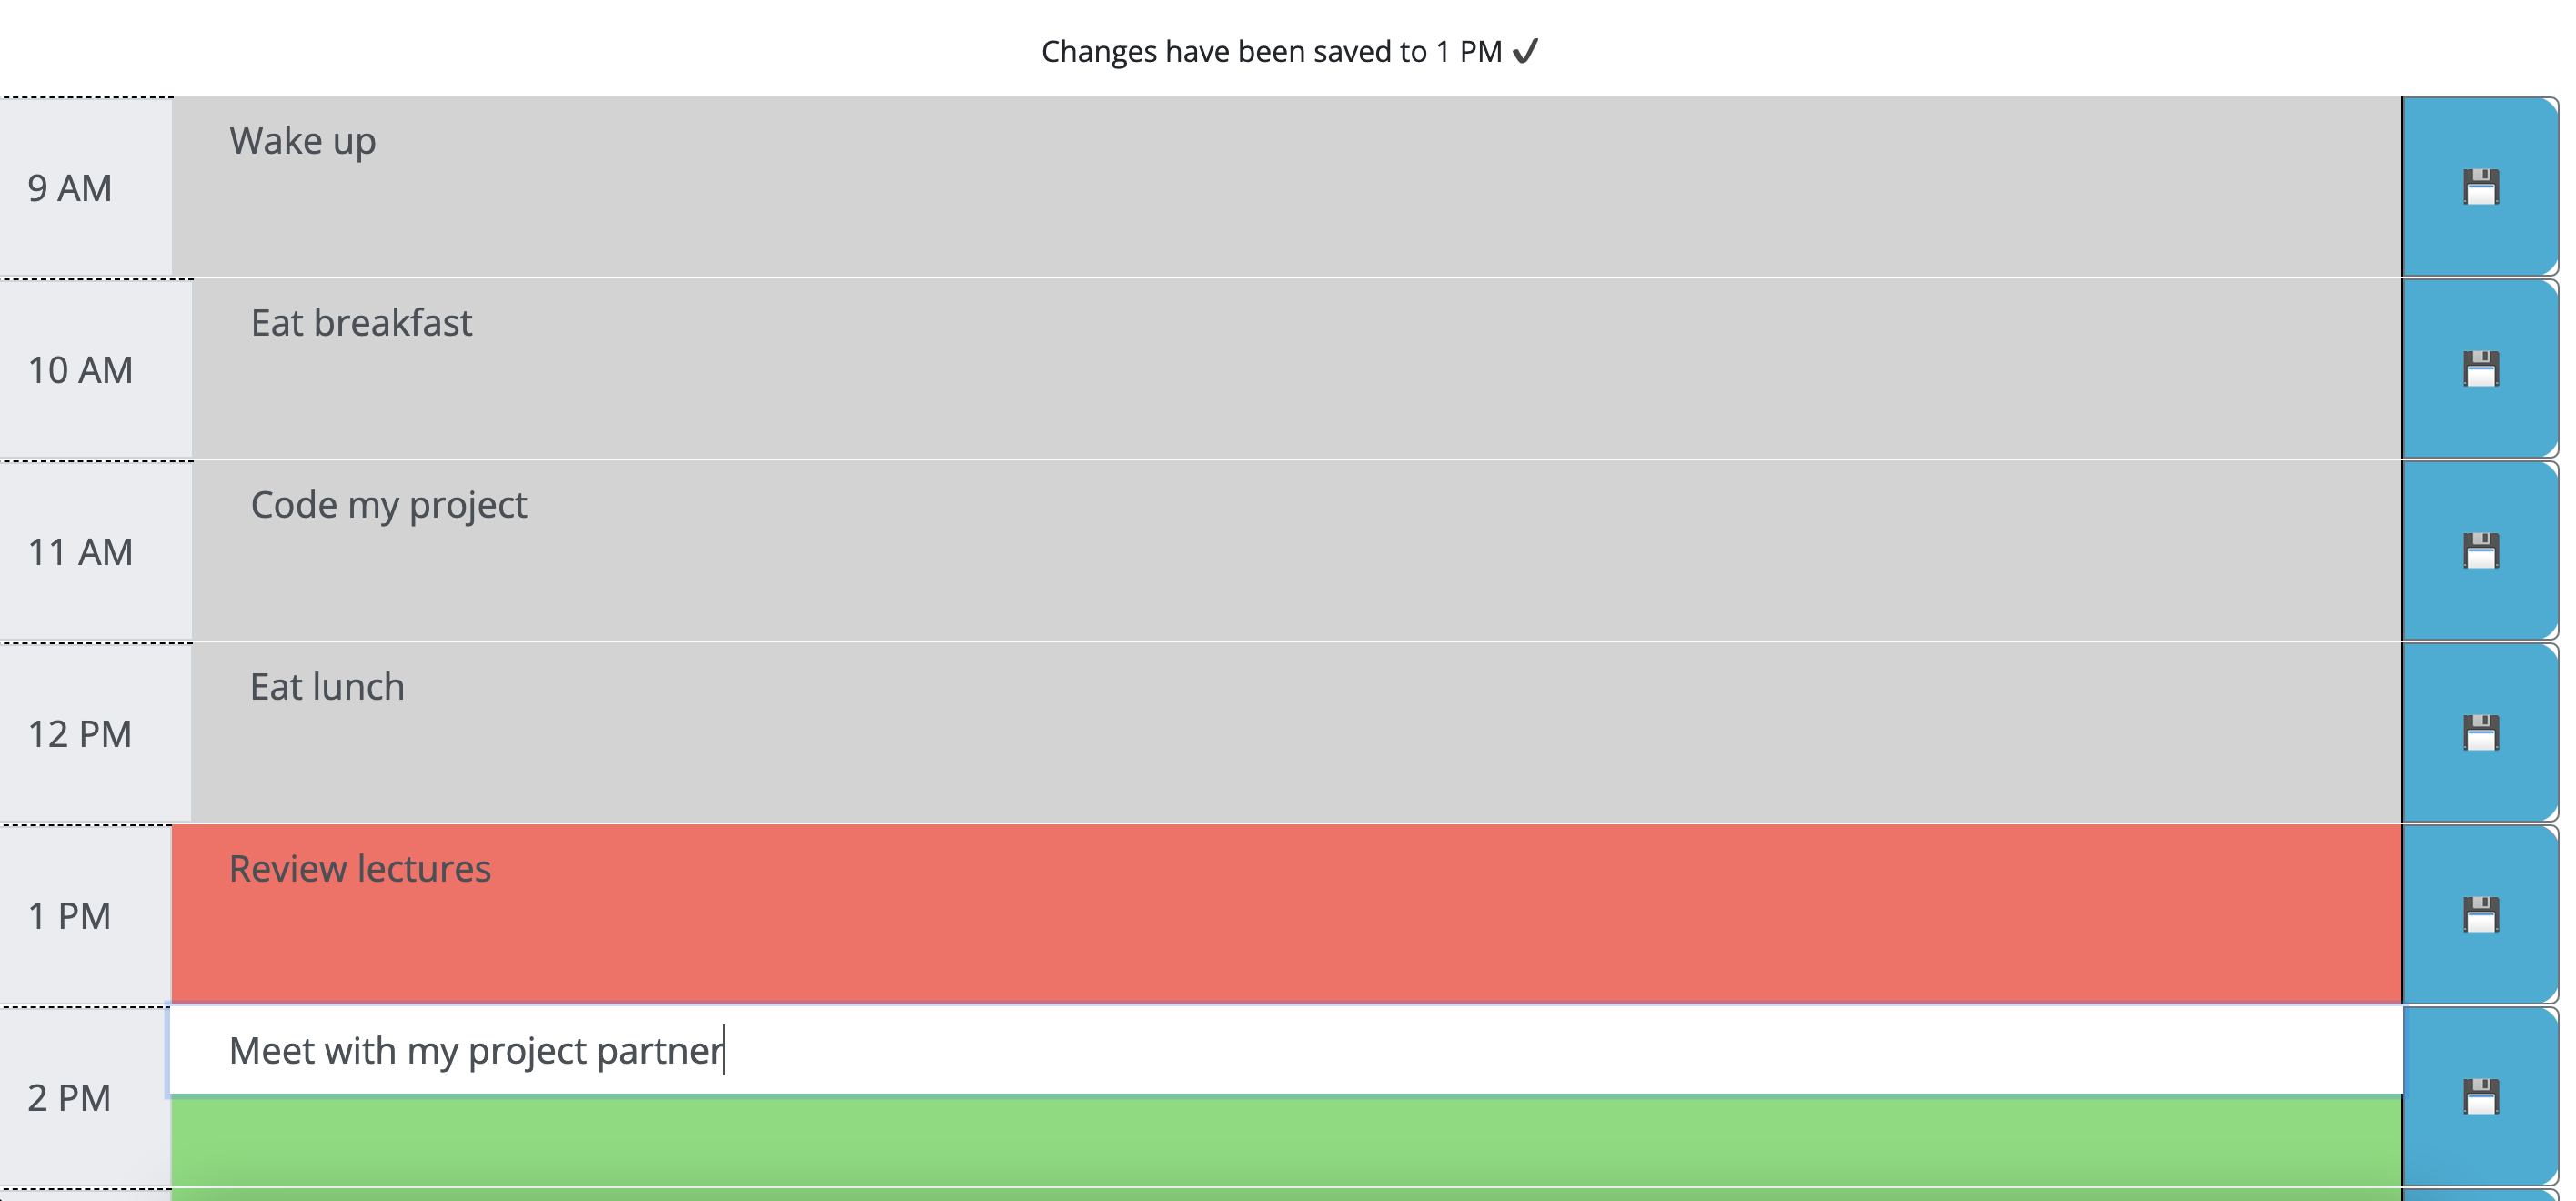 Changes have been saved to 1 PM ✔
Wake up
9 AM
Eat breakfast
10 AM
Code my project
11 AM
Eat lunch
12 PM
Review lectures
1 PM
Meet with my project partner
2 PM